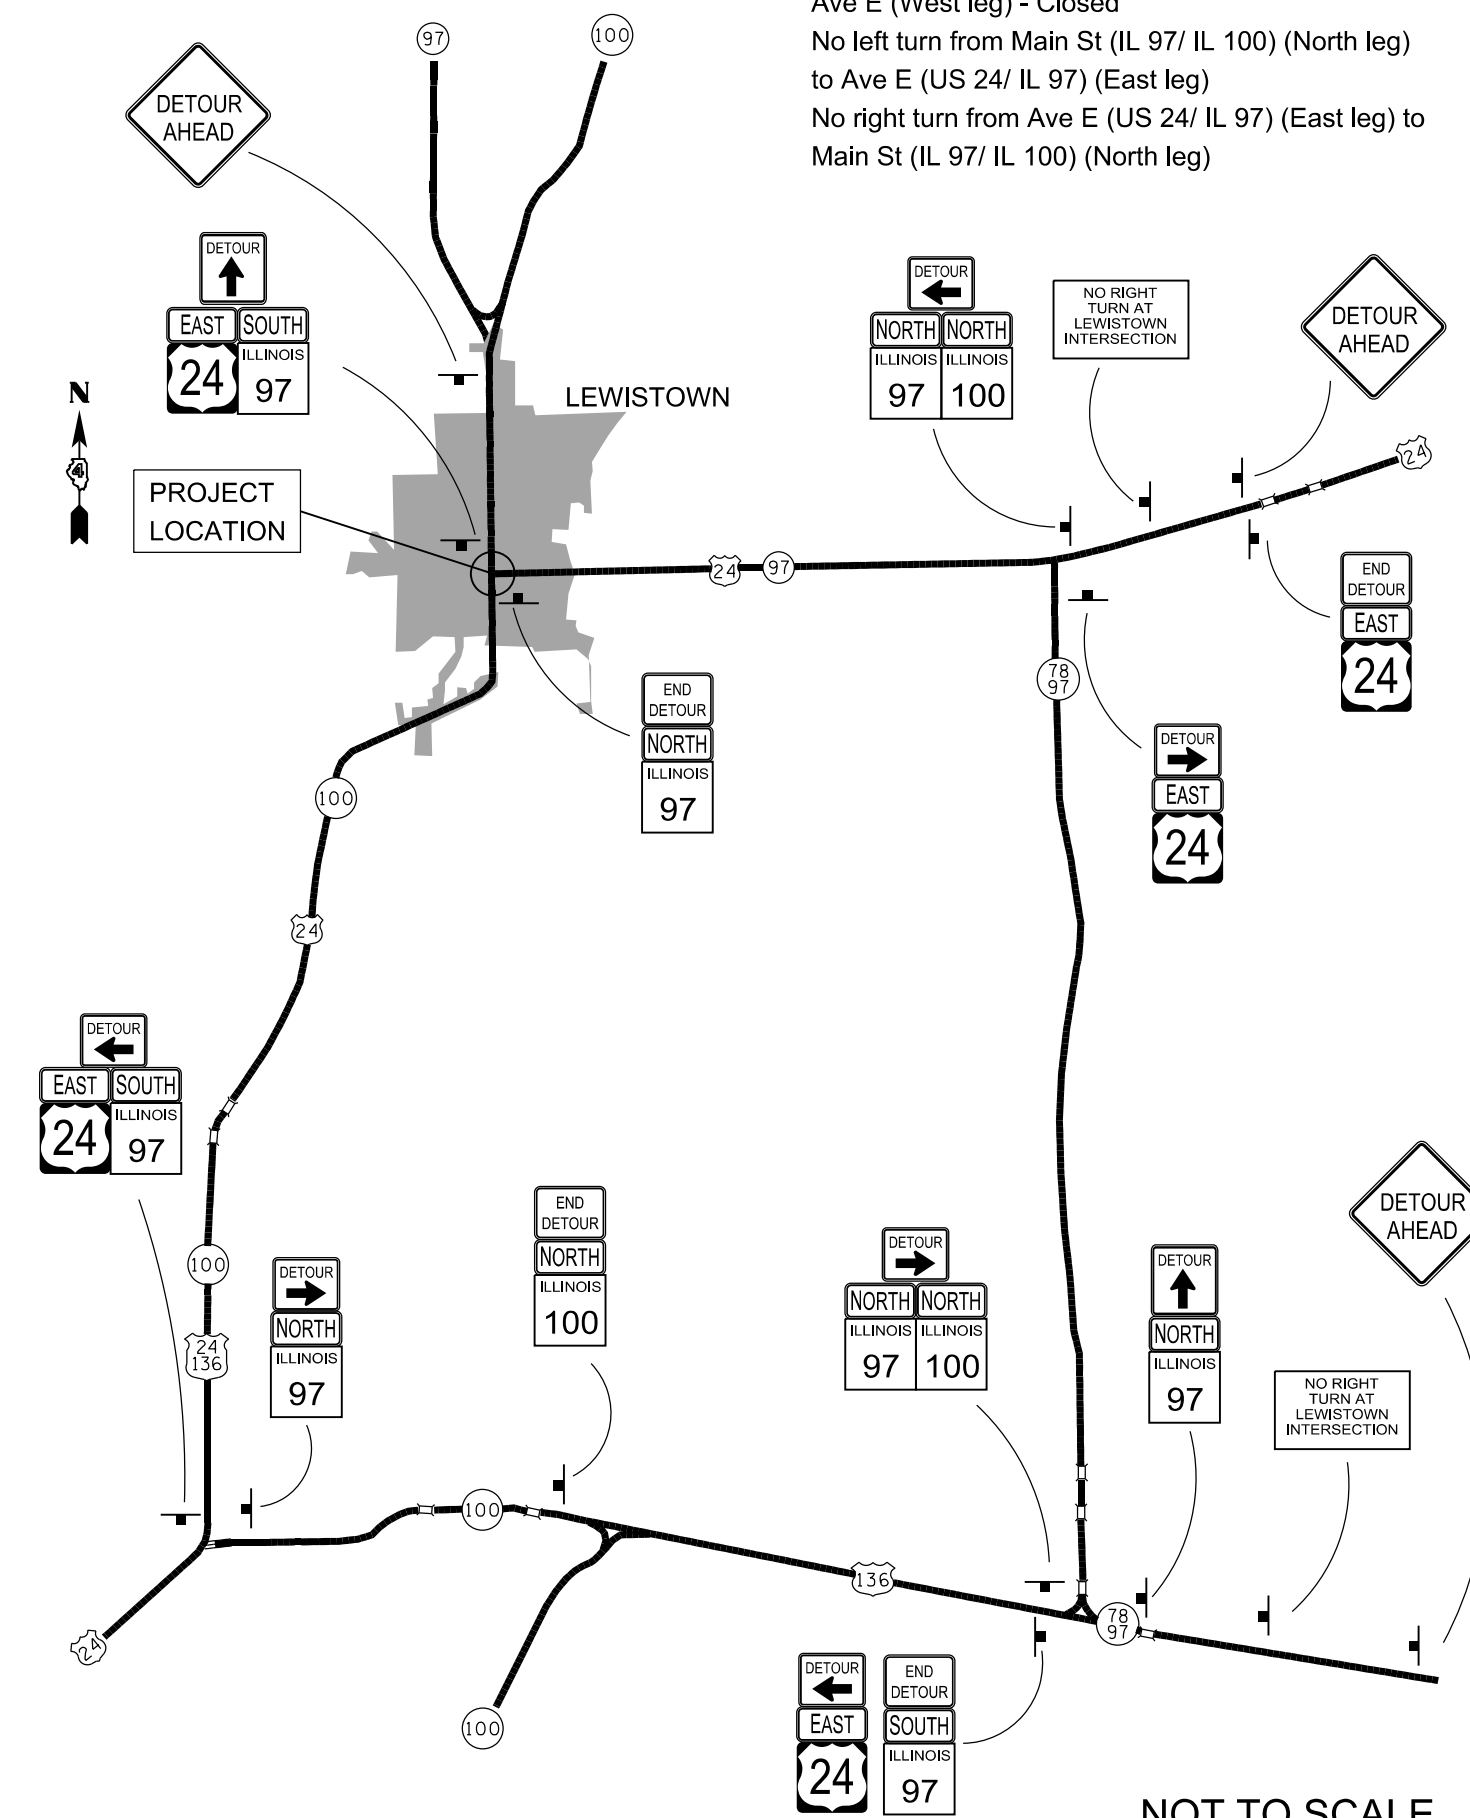 Ave E (West leg) - Closed
No left turn from Main St (IL 97/ IL 100) (North leg)
to Ave E (US 24/ IL 97) (East leg)
No right turn from Ave E (US 24/ IL 97) (East leg) to
Main St (IL 97/ IL 100) (North leg)
97
100
DETOUR
AHEAD
DETOUR
EAST SOUTH
24
ILLINOIS
97
N
4
LEWISTOWN
PROJECT
LOCATION
DETOUR
NORTH NORTH
ILLINOIS ILLINOIS
97 100
NO RIGHT
TURN AT
LEWISTOWN
INTERSECTION
DETOUR
AHEAD
24
24
97
END
DETOUR
EAST
24
78
97
END
DETOUR
NORTH
ILLINOIS
97
DETOUR
EAST
24
100
24
DETOUR
EAST SOUTH
24
ILLINOIS
97
100
24
136
DETOUR
NORTH
ILLINOIS
97
END
DETOUR
NORTH
ILLINOIS
100
DETOUR
NORTH NORTH
ILLINOIS ILLINOIS
97 100
DETOUR
NORTH
ILLINOIS
97
DETOUR
AHEAD
NO RIGHT
TURN AT
LEWISTOWN
INTERSECTION
100
136
78
97
24
100
DETOUR
EAST
24
END
DETOUR
SOUTH
ILLINOIS
97
NOT TO SCALE